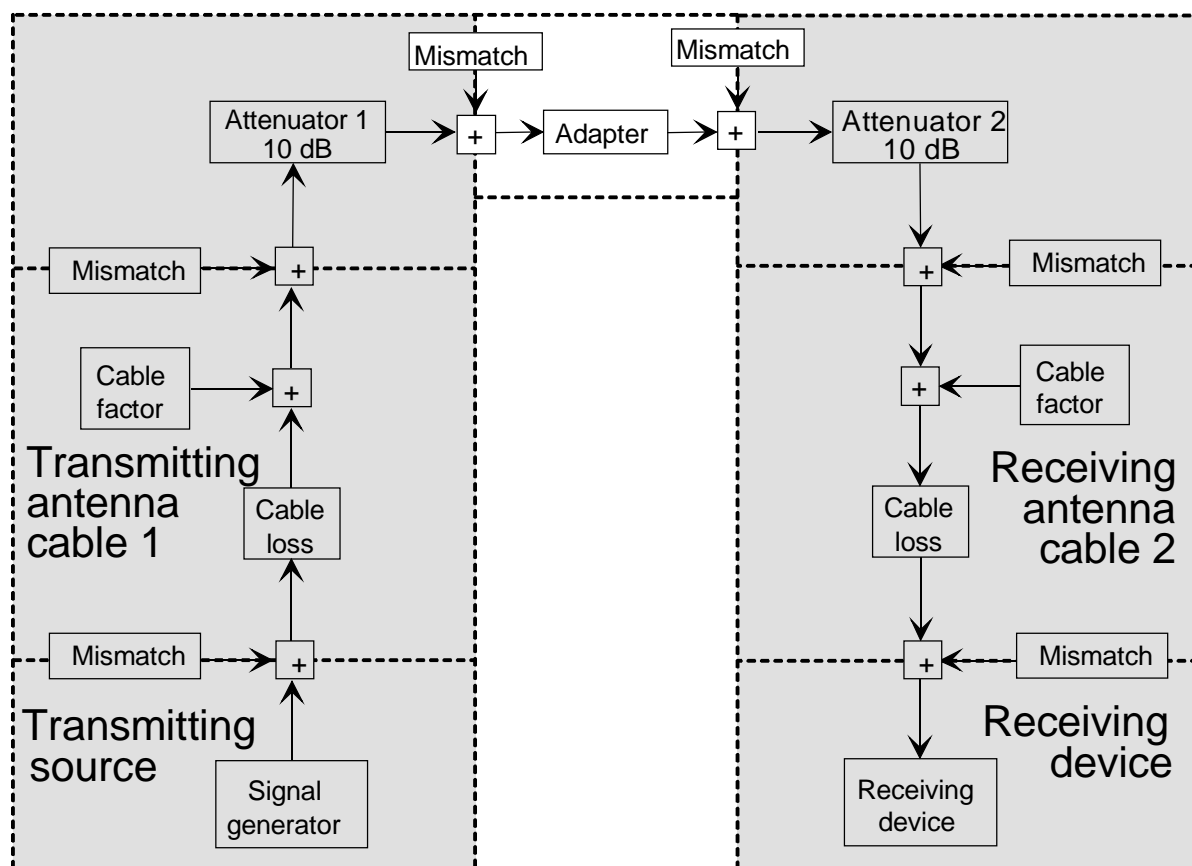 Mismatch
Mismatch
Attenuator 1
10 dB
+
Adapter
+
Attenuator 2
10 dB
Mismatch
+
+
Mismatch
Cable
factor
+
+
Cable
factor
Transmitting
antenna
cable 1
Cable
loss
Cable
loss
Receiving
antenna
cable 2
Mismatch
+
+
Mismatch
Transmitting
source
Signal
generator
Receiving
device
Receiving
device